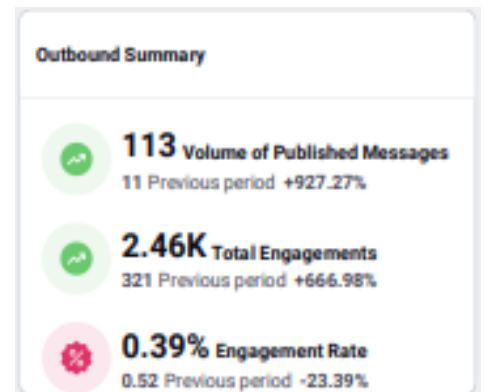 Outbound Summary
113 Volume of Published Messages
11 Previous period +927.27%
2.46K Total Engagements
321 Previous period +666.98%
0.39% Engagement Rate
0.52 Previous period -23.39%